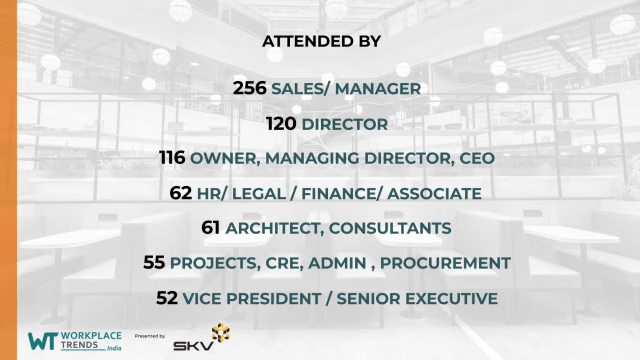 ATTENDED BY
256 SALES/ MANAGER
120 DIRECTOR
116 OWNER, MANAGING DIRECTOR, CEO
62 HR/ LEGAL / FINANCE/ ASSOCIATE
61 ARCHITECT, CONSULTANTS
55 PROJECTS, CRE, ADMIN , PROCUREMENT
52 VICE PRESIDENT / SENIOR EXECUTIVE
WT WORKPLACE
TRENDS India
Presented by
SKV